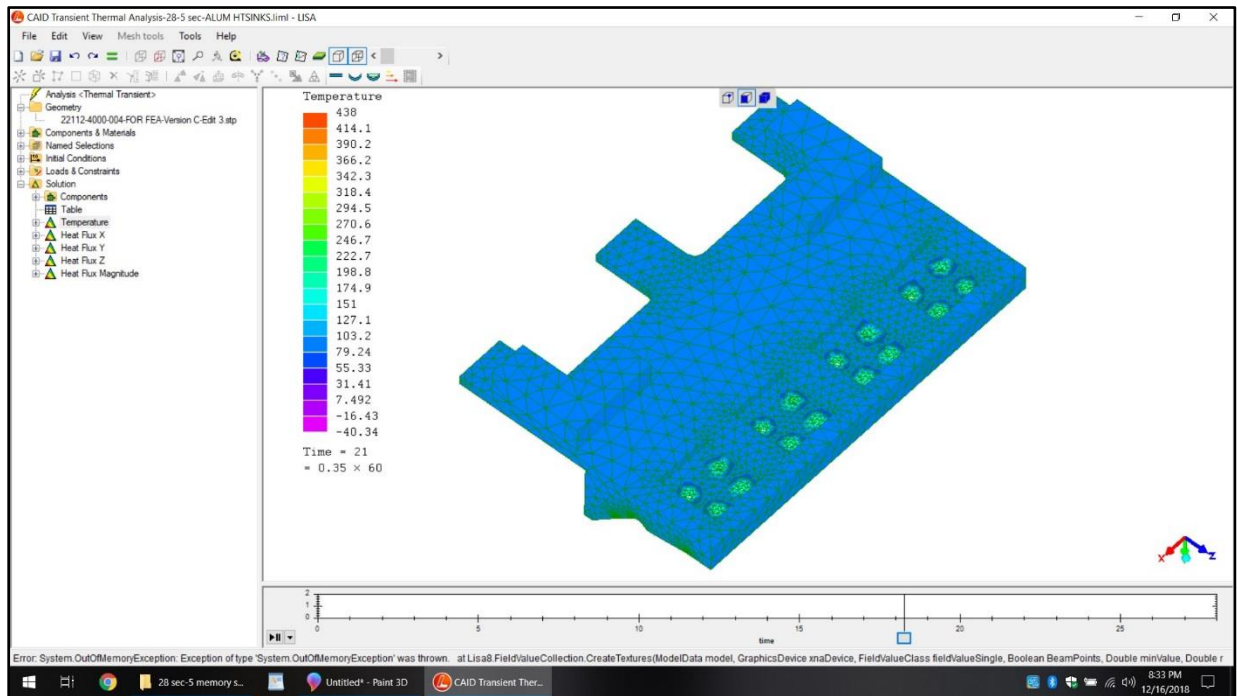 CAID Transient Thermal Analysis-28-5 sec-ALUM HTSINKS.liml - LISA
File Edit View Mesh tools Tools Help
Analysis <Thermal Transient>
Geometry
22112-4000-004-FOR FEA-Version C-Edit 3.stp
Components & Materials
Named Selections
Initial Conditions
Loads & Constraints
Solution
Components
Table
Temperature
Heat Flux X
Heat Flux Y
Heat Flux Z
Heat Flux Magnitude
Temperature
438
414.1
390.2
366.2
342.3
318.4
294.5
270.6
246.7
222.7
198.8
174.9
151
127.1
103.2
79.24
55.33
31.41
7.492
-16.43
-40.34
Time = 21
= 0.35 × 60
X
Z
2
1
0
0 5 10 15 20 25
time
Error: System.OutOfMemoryException: Exception of type 'System.OutOfMemoryException' was thrown. at Lisa8.FieldValueCollection.CreateTextures(ModelData model, GraphicsDevice xnaDevice, FieldValueClass fieldValueSingle, Boolean BeamPoints, Double minValue, Double r
28 sec-5 memory s...
Untitled* - Paint 3D
CAID Transient Ther...
8:33 PM
12/16/2018